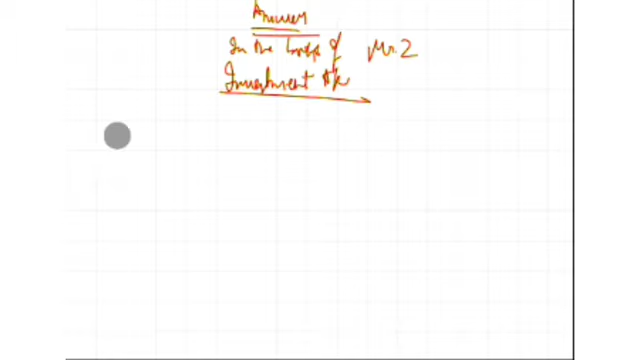 Answer
In the books of Mr. Z
Investment A/c